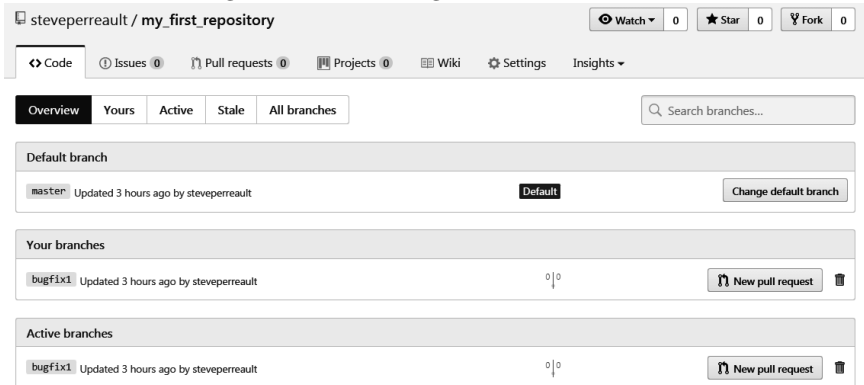 steveperreault / my_first_repository
Watch 0 Star 0 Fork 0
Code Issues 0 Pull requests 0 Projects 0 Wiki Settings Insights
Overview Yours Active Stale All branches Search branches...
Default branch
master Updated 3 hours ago by steveperreault Default Change default branch
Your branches
bugfix1 Updated 3 hours ago by steveperreault 0|0 New pull request
Active branches
bugfix1 Updated 3 hours ago by steveperreault 0|0 New pull request